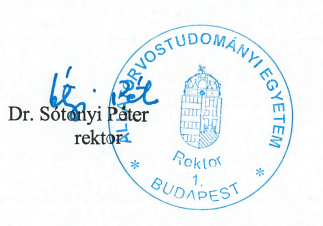 Dr. Sótonyi Péter
rektor
ÁLLATORVOSTUDOMÁNYI EGYETEM
Rektor
1.
* BUDAPEST *